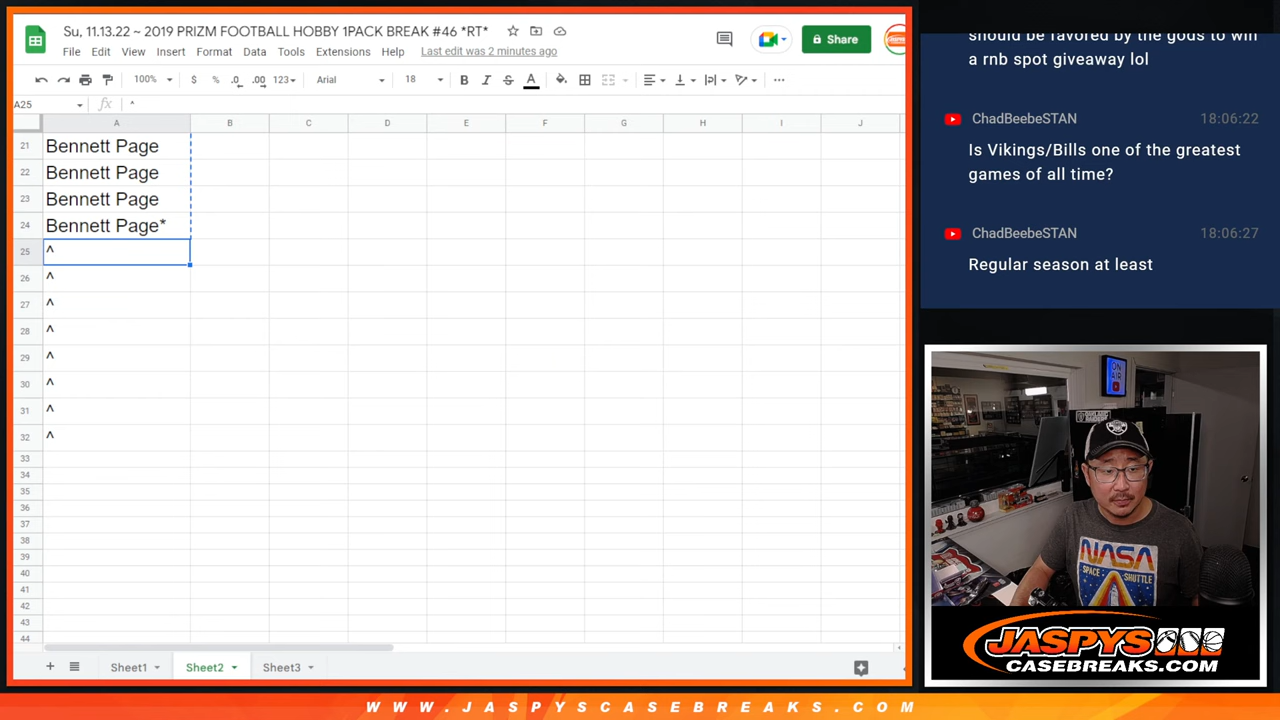 Su, 11.13.22 ~ 2019 PRIZM FOOTBALL HOBBY 1PACK BREAK #46 *RT*
File Edit View Insert Format Data Tools Extensions Help Last edit was 2 minutes ago
Share
100% $ % .0 .00 123 Arial 18 B I S A
A25 fx ^
A B C D E F G H I J
21 Bennett Page
22 Bennett Page
23 Bennett Page
24 Bennett Page*
25 ^
26 ^
27 ^
28 ^
29 ^
30 ^
31 ^
32 ^
33
34
35
36
37
38
39
40
41
42
43
44
+ Sheet1 Sheet2 Sheet3
should be favored by the gods to win
a rnb spot giveaway lol
ChadBeebeSTAN 18:06:22
Is Vikings/Bills one of the greatest
games of all time?
ChadBeebeSTAN 18:06:27
Regular season at least
ON
AIR
NASA
SPACE SHUTTLE
JASPYS
CASEBREAKS.COM
WWW.JASPYSCASEBREAKS.COM